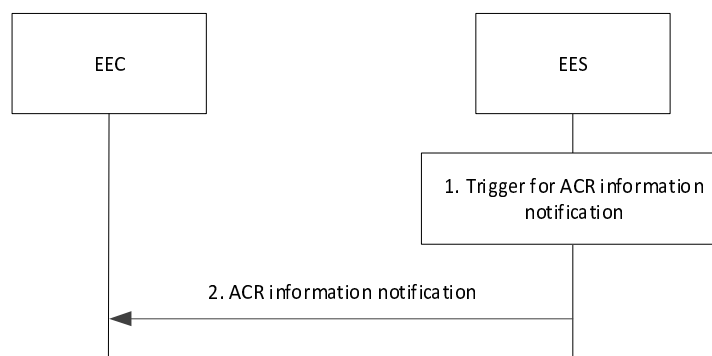 EEC
EES
1. Trigger for ACR information
notification
2. ACR information notification